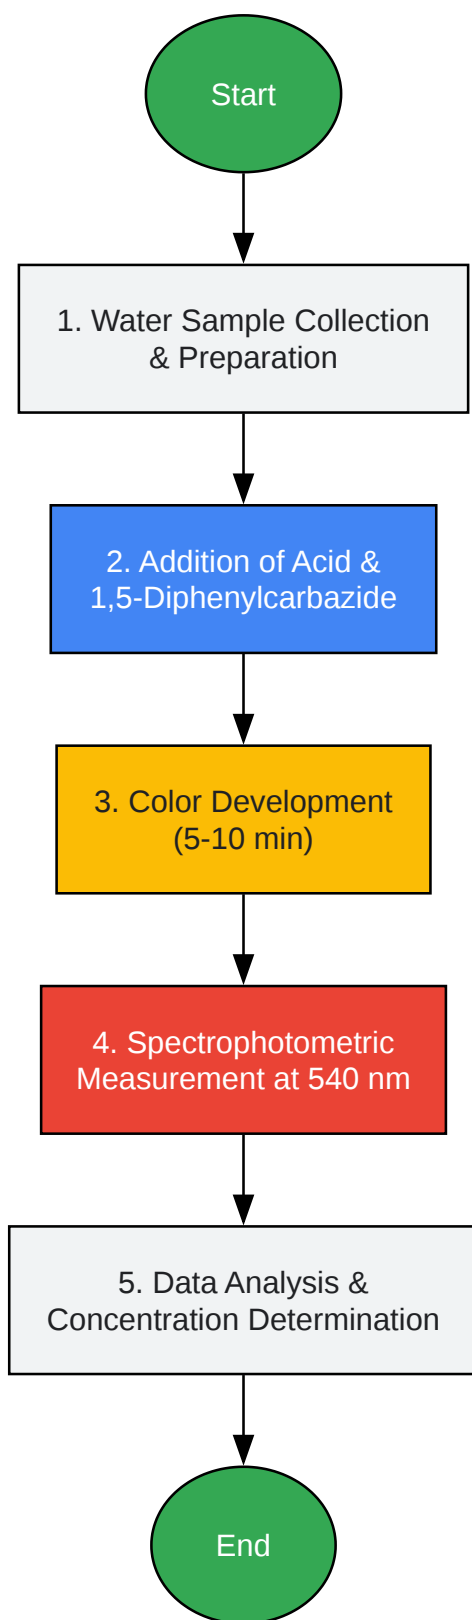 Start
1. Water Sample Collection
& Preparation
2. Addition of Acid &
1,5-Diphenylcarbazide
3. Color Development
(5-10 min)
4. Spectrophotometric
Measurement at 540 nm
5. Data Analysis &
Concentration Determination
End